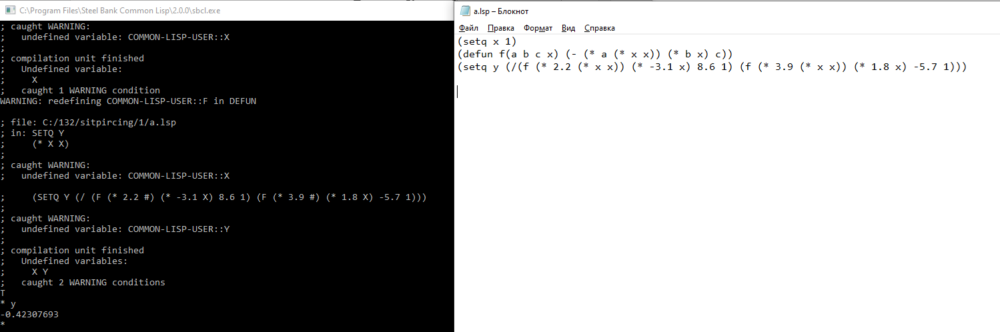 C:\Program Files\Steel Bank Common Lisp\2.0.0\sbcl.exe
; caught WARNING:
;   undefined variable: COMMON-LISP-USER::X
;
; compilation unit finished
;   Undefined variable:
;     X
;   caught 1 WARNING condition
WARNING: redefining COMMON-LISP-USER::F in DEFUN
; file: C:/132/sitpircing/1/a.lsp
; in: SETQ Y
;     (* X X)
;
; caught WARNING:
;   undefined variable: COMMON-LISP-USER::X
;     (SETQ Y (/ (F (* 2.2 #) (* -3.1 X) 8.6 1) (F (* 3.9 #) (* 1.8 X) -5.7 1)))
;
; caught WARNING:
;   undefined variable: COMMON-LISP-USER::Y
;
; compilation unit finished
;   Undefined variables:
;     X Y
;   caught 2 WARNING conditions
T
* y
-0.42307693
*
a.lsp – Блокнот
Файл Правка Формат Вид Справка
(setq x 1)
(defun f(a b c x) (- (* a (* x x)) (* b x) c))
(setq y (/(f (* 2.2 (* x x)) (* -3.1 x) 8.6 1) (f (* 3.9 (* x x)) (* 1.8 x) -5.7 1)))